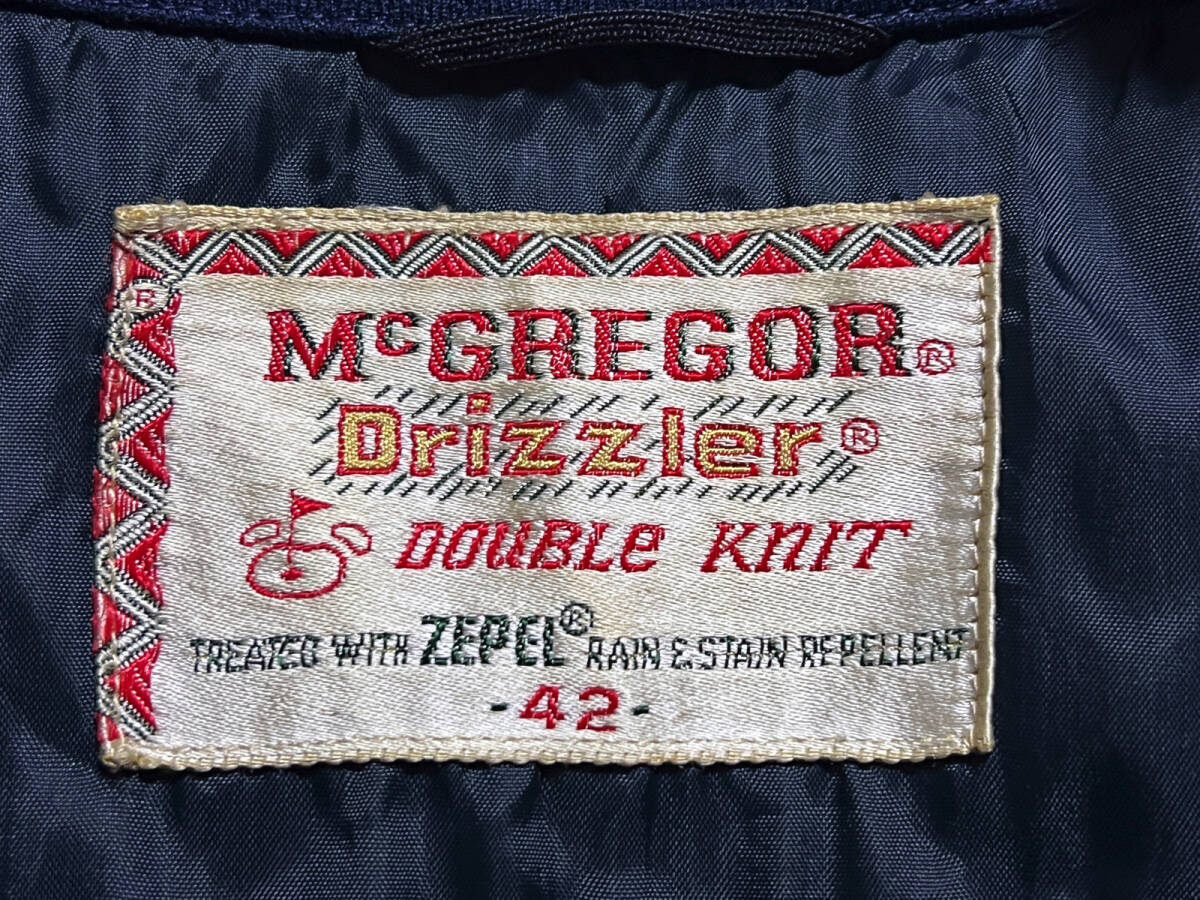 ®
McGREGOR®
Drizzler®
DOUBLe KnIT
TREATED WITH ZEPEL® RAIN & STAIN REPELLENT
-42-